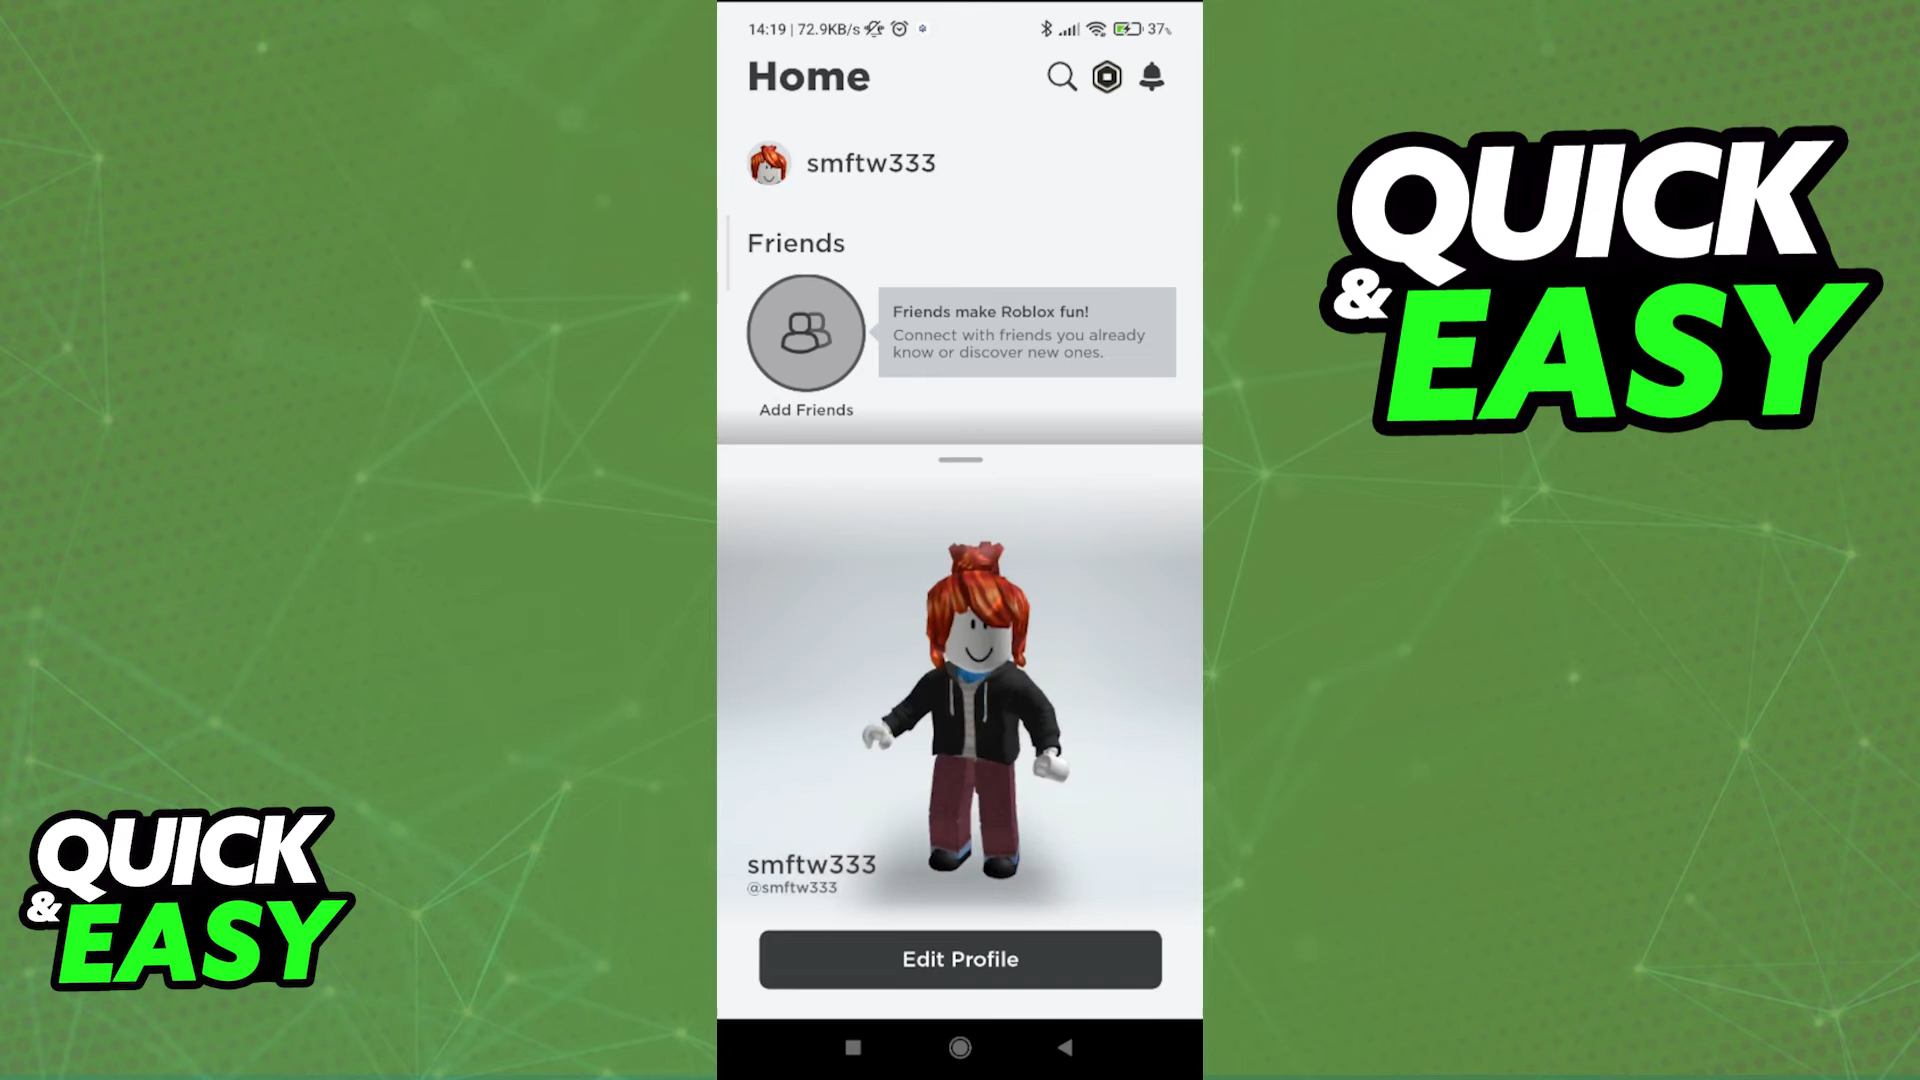 14:19 | 72.9KB/s
37%
Home
smftw333
Friends
Friends make Roblox fun!
Connect with friends you already
know or discover new ones.
Add Friends
smftw333
@smftw333
Edit Profile
QUICK
& EASY
QUICK
& EASY